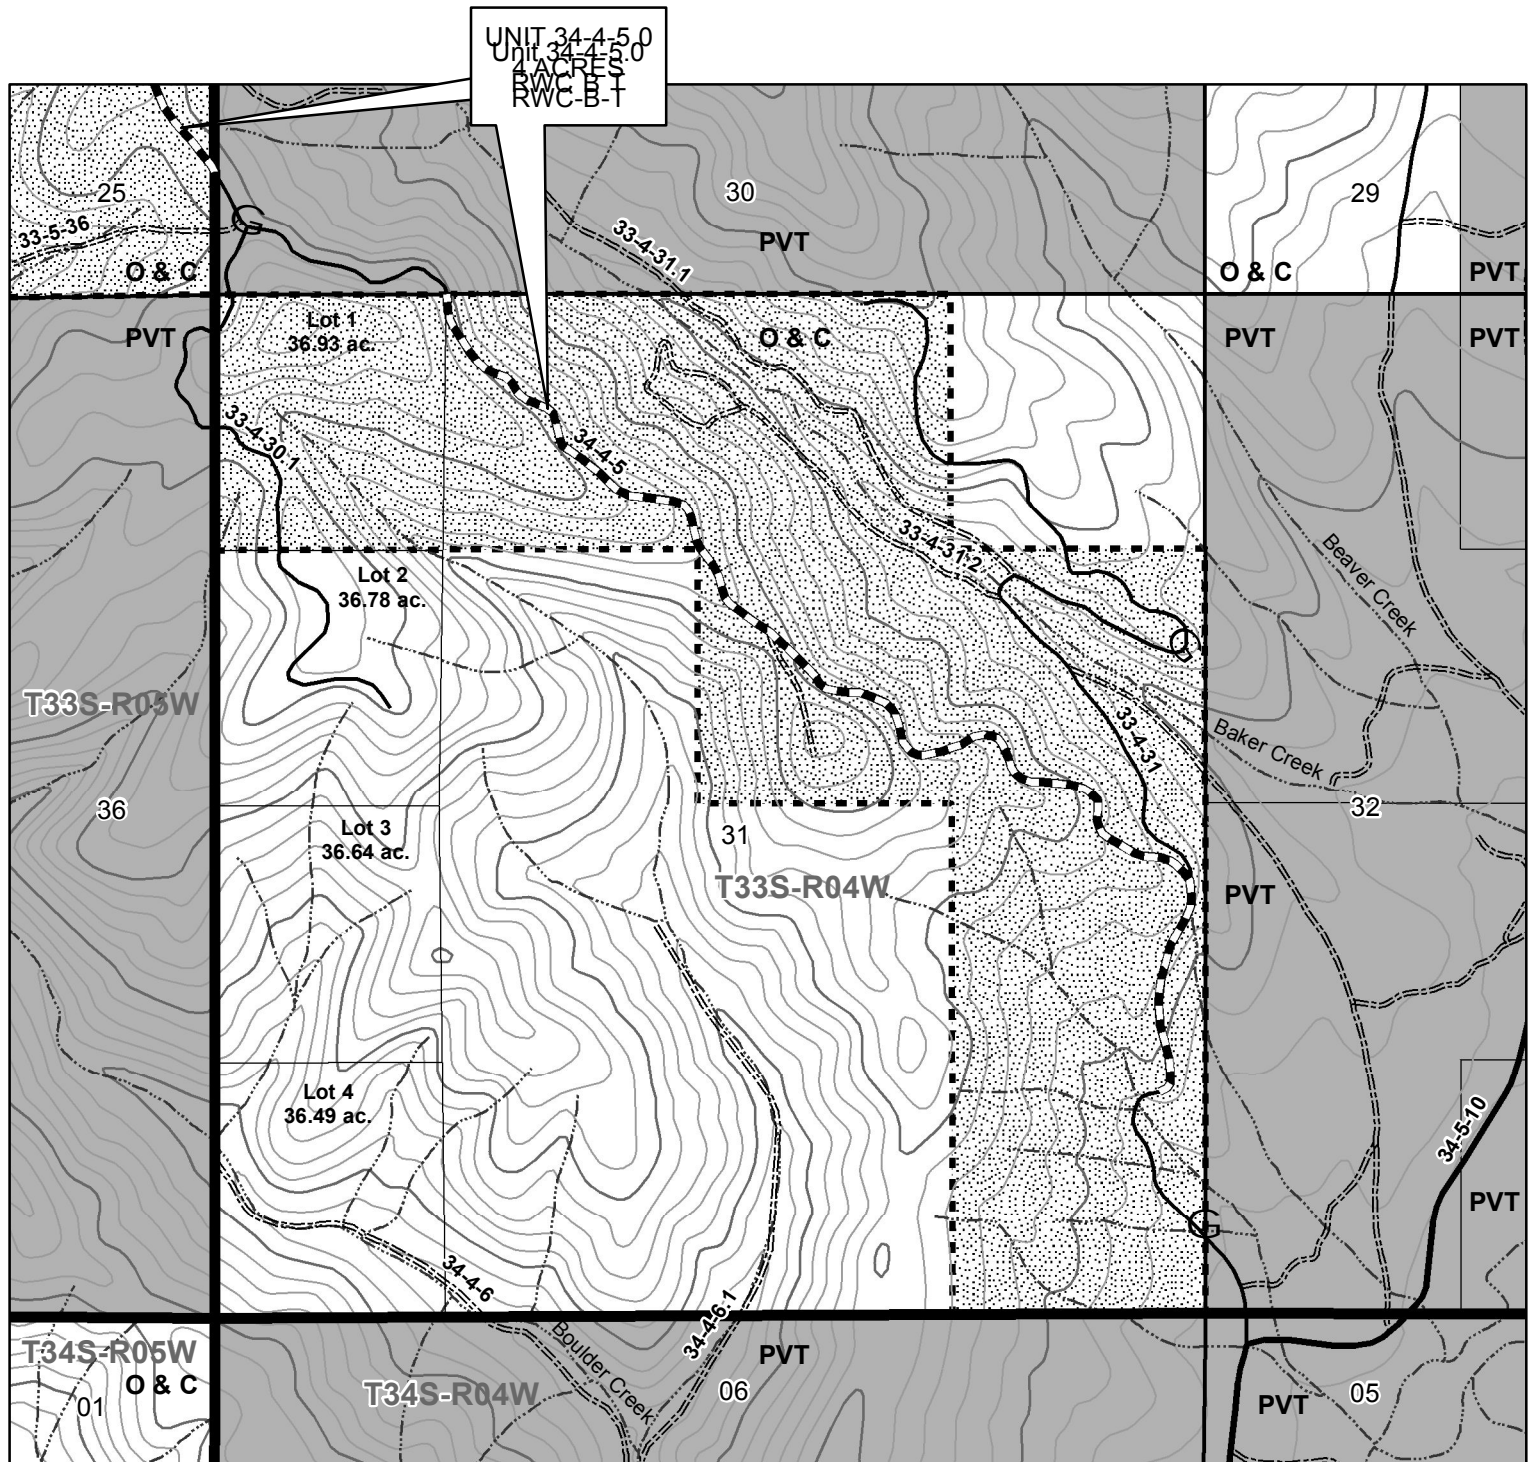 UNIT 34-4-5.0
Unit 34-4-5.0
4 ACRES
RWC-B-T
RWC-B-T
25
30
29
33-5-36
33-4-31.1
PVT
O & C
O & C
PVT
PVT
Lot 1
36.93 ac.
O & C
PVT
PVT
33-4-30.1
34-4-5
33-4-31.2
Beaver Creek
Lot 2
36.78 ac.
T33S-R05W
33-4-31
Baker Creek
36
Lot 3
36.64 ac.
31
32
T33S-R04W
PVT
Lot 4
36.49 ac.
34-5-10
PVT
34-4-6
34-4-6.1
Boulder Creek
T34S-R05W
O & C
01
T34S-R04W
PVT
06
PVT
05